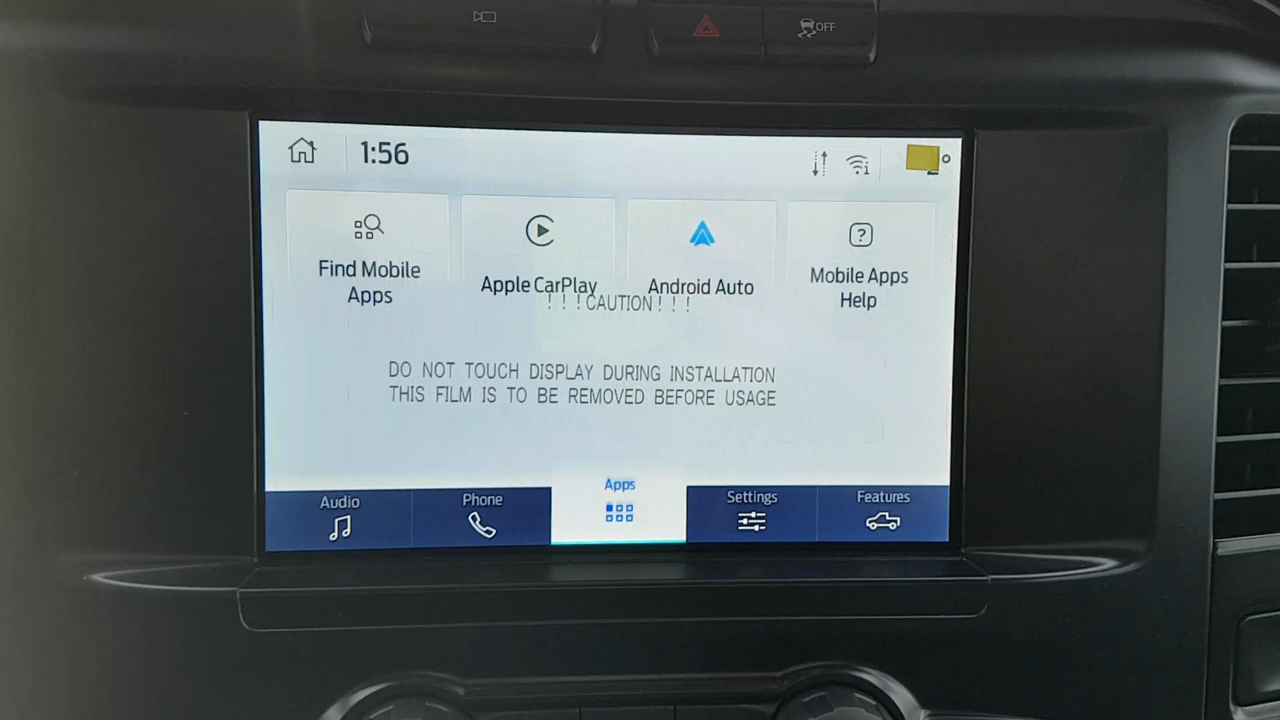 OFF
1:56
Find Mobile
Apps
Apple CarPlay
Android Auto
Mobile Apps
Help
!!!CAUTION!!!
DO NOT TOUCH DISPLAY DURING INSTALLATION
THIS FILM IS TO BE REMOVED BEFORE USAGE
Audio
Phone
Apps
Settings
Features